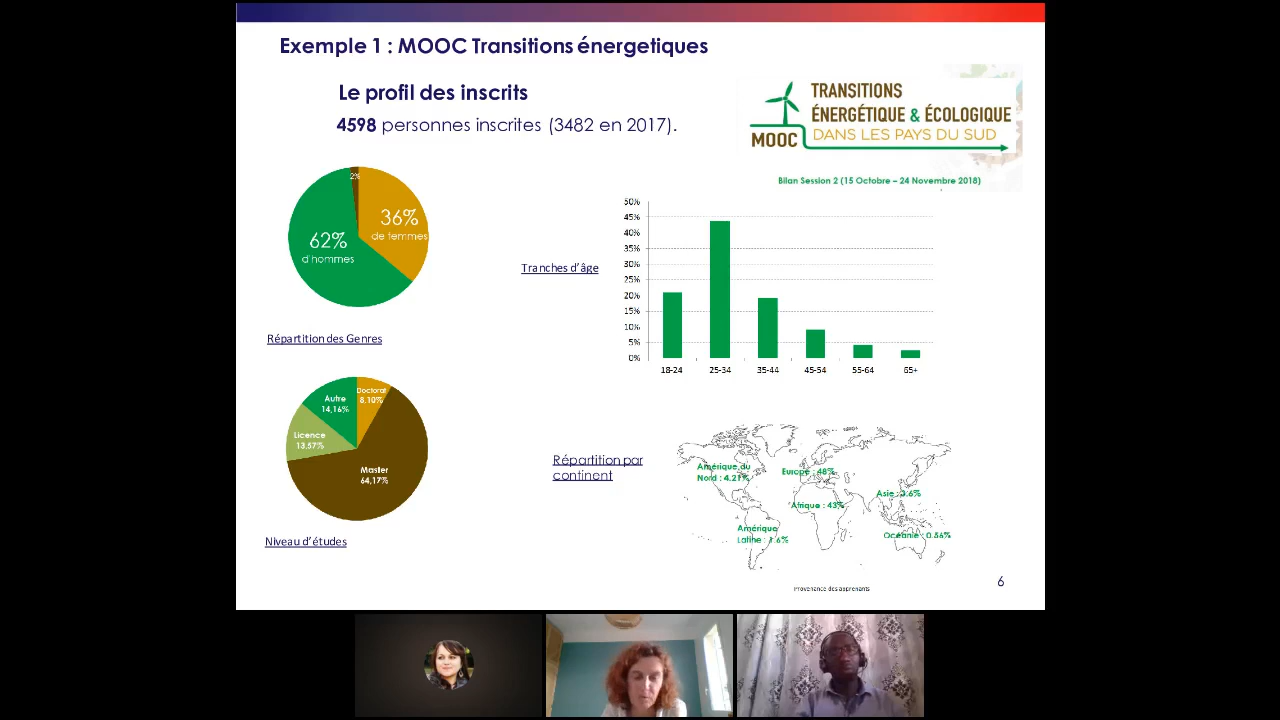 Exemple 1 : MOOC Transitions énergetiques
Le profil des inscrits
4598 personnes inscrites (3482 en 2017).
TRANSITIONS
ÉNERGÉTIQUE & ÉCOLOGIQUE
MOOC DANS LES PAYS DU SUD
Bilan Session 2 (15 Octobre – 24 Novembre 2018)
2%
36%
de femmes
62%
d'hommes
Répartition des Genres
Tranches d'âge
50%
45%
40%
35%
30%
25%
20%
15%
10%
5%
0%
18-24 25-34 35-44 45-54 55-64 65+
Doctorat
8,10%
Autre
14,16%
Licence
13,57%
Master
64,17%
Niveau d'études
Répartition par
continent
Amérique du
Nord : 4.21%
Europe : 48%
Asie : 3.6%
Afrique : 43%
Amérique
Latine : 1.6%
Océanie : 0.56%
Provenance des apprenants
6